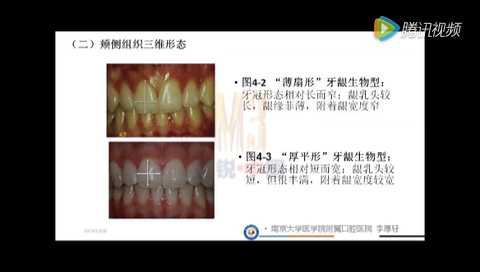 腾讯视频
（二）颊侧组织三维形态
• 图4-2 “薄扇形”牙龈生物型：
牙冠形态相对长而窄；龈乳头较
长，龈缘菲薄，附着龈宽度窄
• 图4-3 “厚平形”牙龈生物型：
牙冠形态相对短而宽；龈乳头较
短，但很丰满，附着龈宽度较宽
M3
• 南京大学医学院附属口腔医院 李厚轩